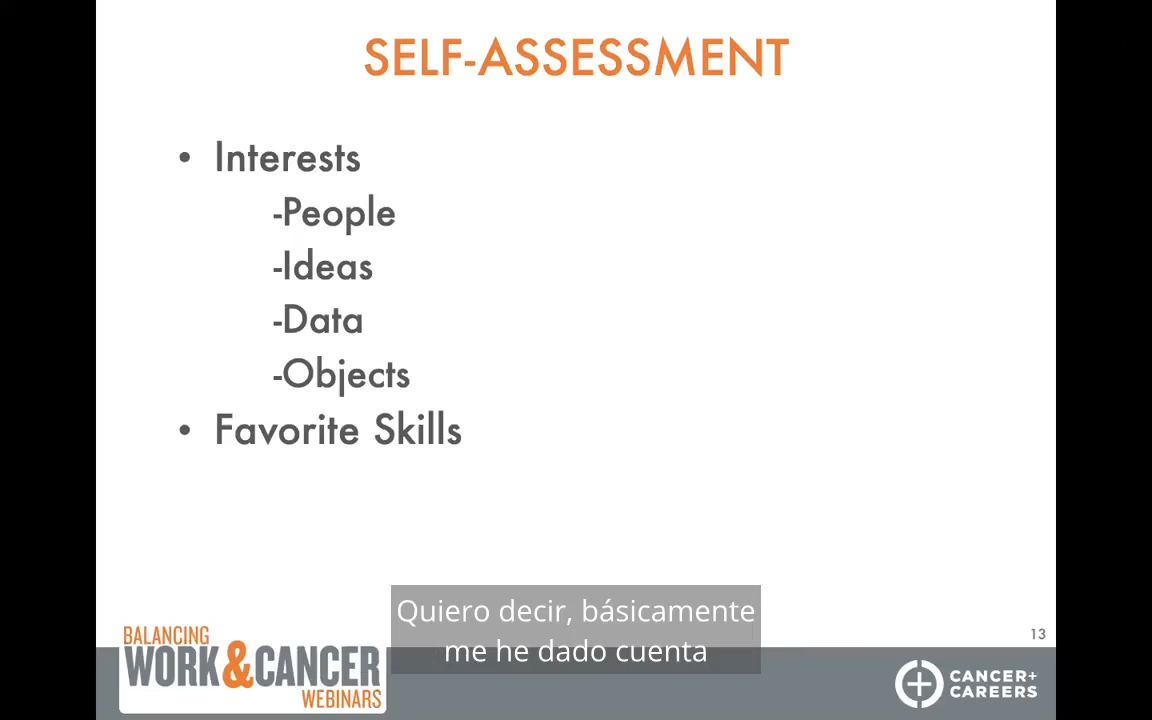 SELF-ASSESSMENT
• Interests
-People
-Ideas
-Data
-Objects
• Favorite Skills
Quiero decir, básicamente
me he dado cuenta
13
BALANCING
WORK&CANCER
WEBINARS
CANCER+
CAREERS